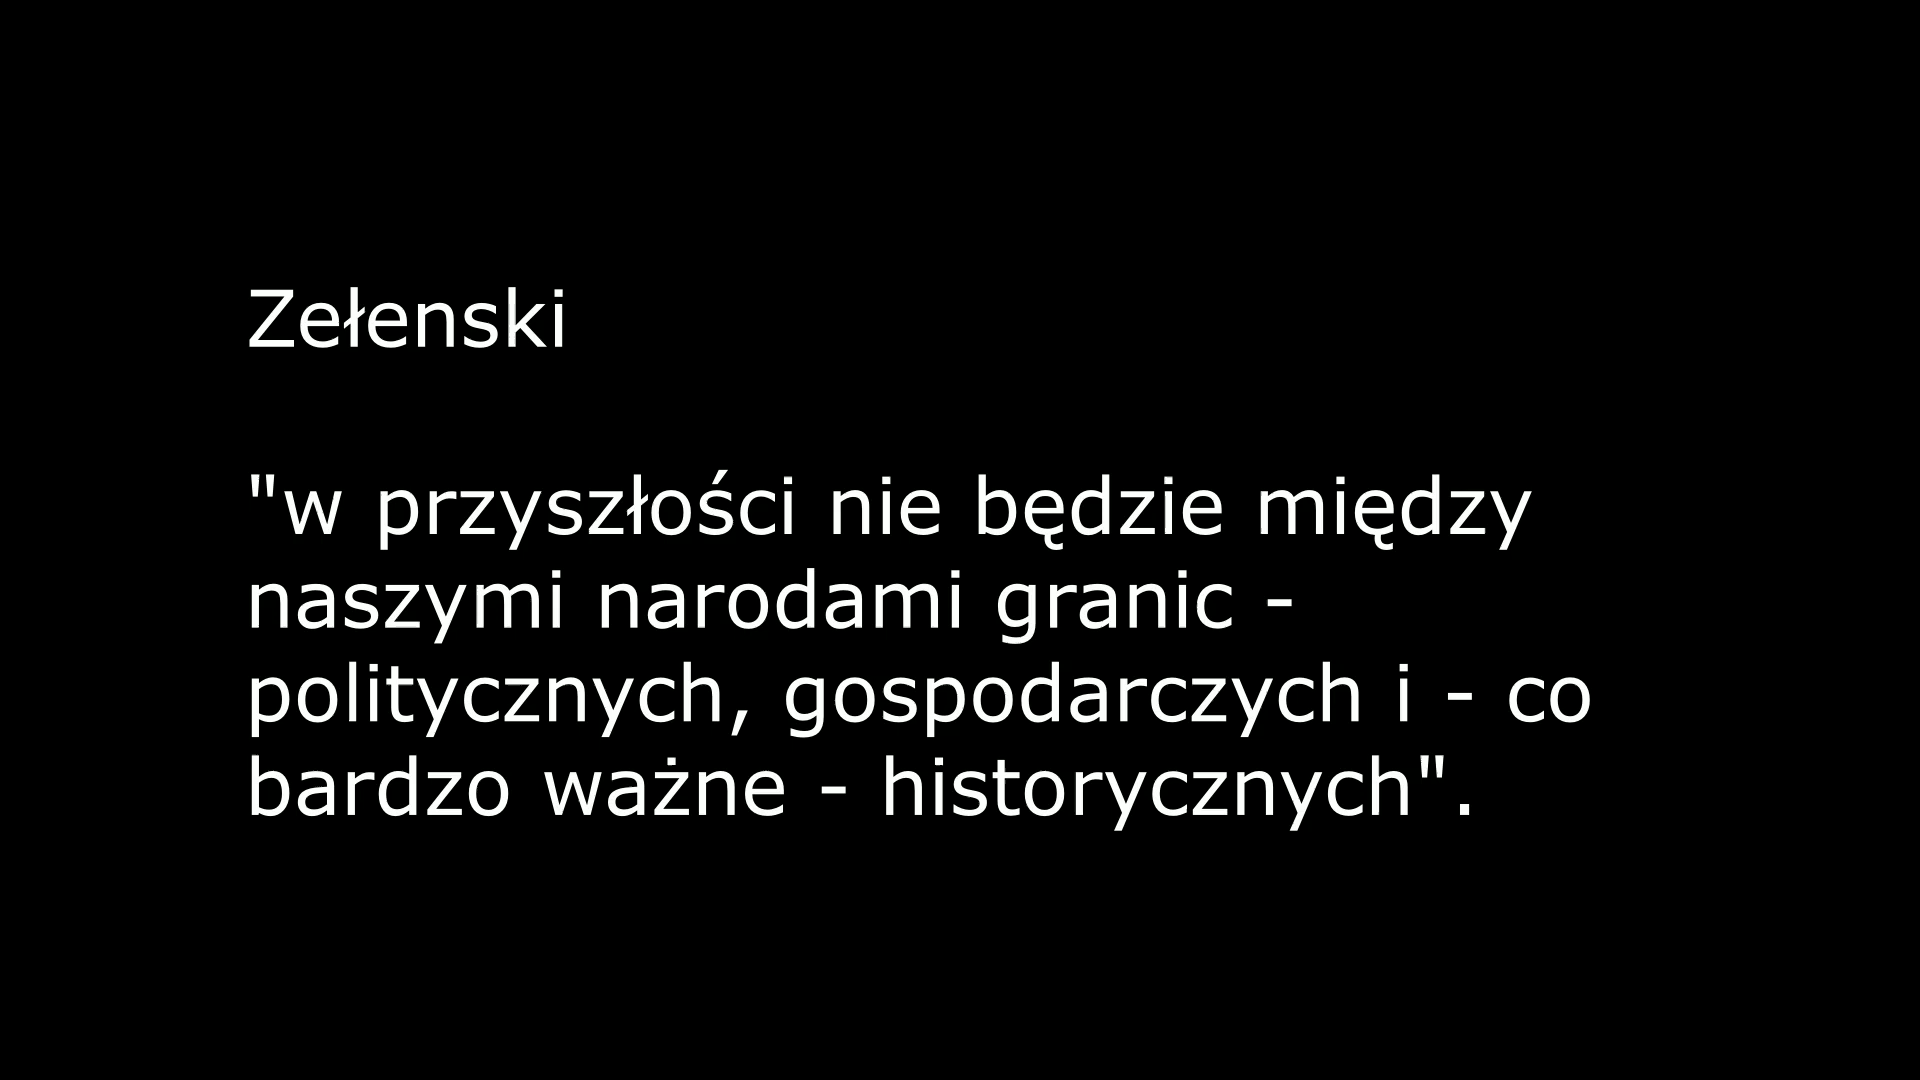 Zełenski
"w przyszłości nie będzie między
naszymi narodami granic -
politycznych, gospodarczych i - co
bardzo ważne - historycznych".